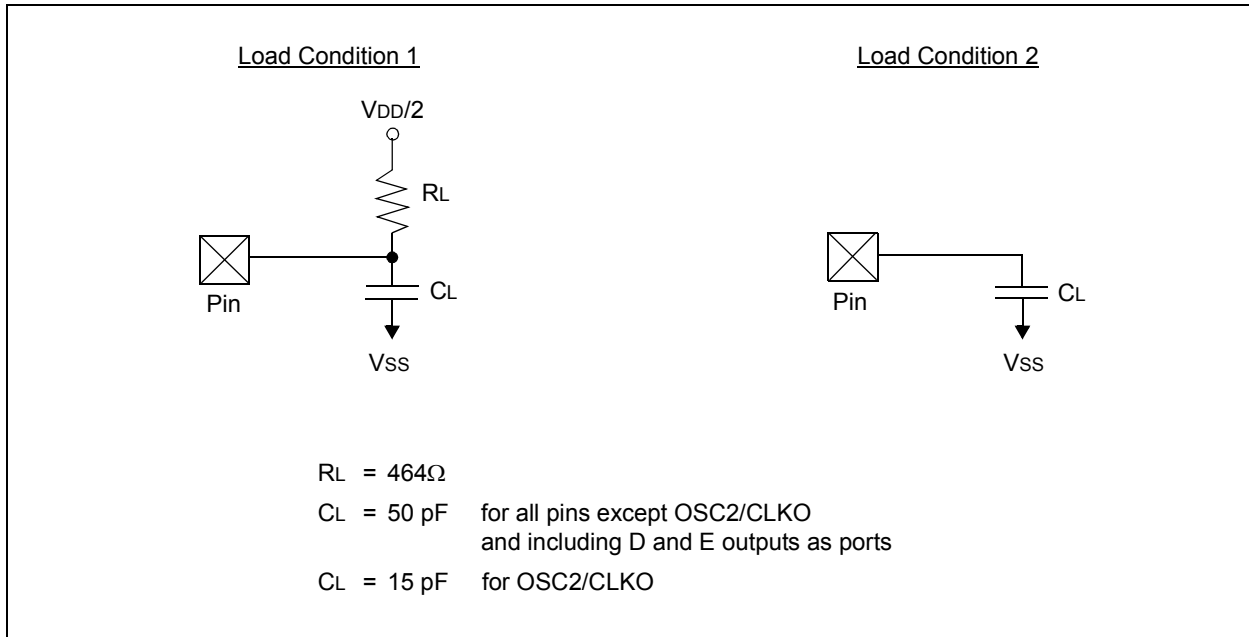 Load Condition 1
VDD/2
RL
Pin
CL
VSS
Load Condition 2
Pin
CL
VSS
RL = 464Ω
CL = 50 pF for all pins except OSC2/CLKO
and including D and E outputs as ports
CL = 15 pF for OSC2/CLKO